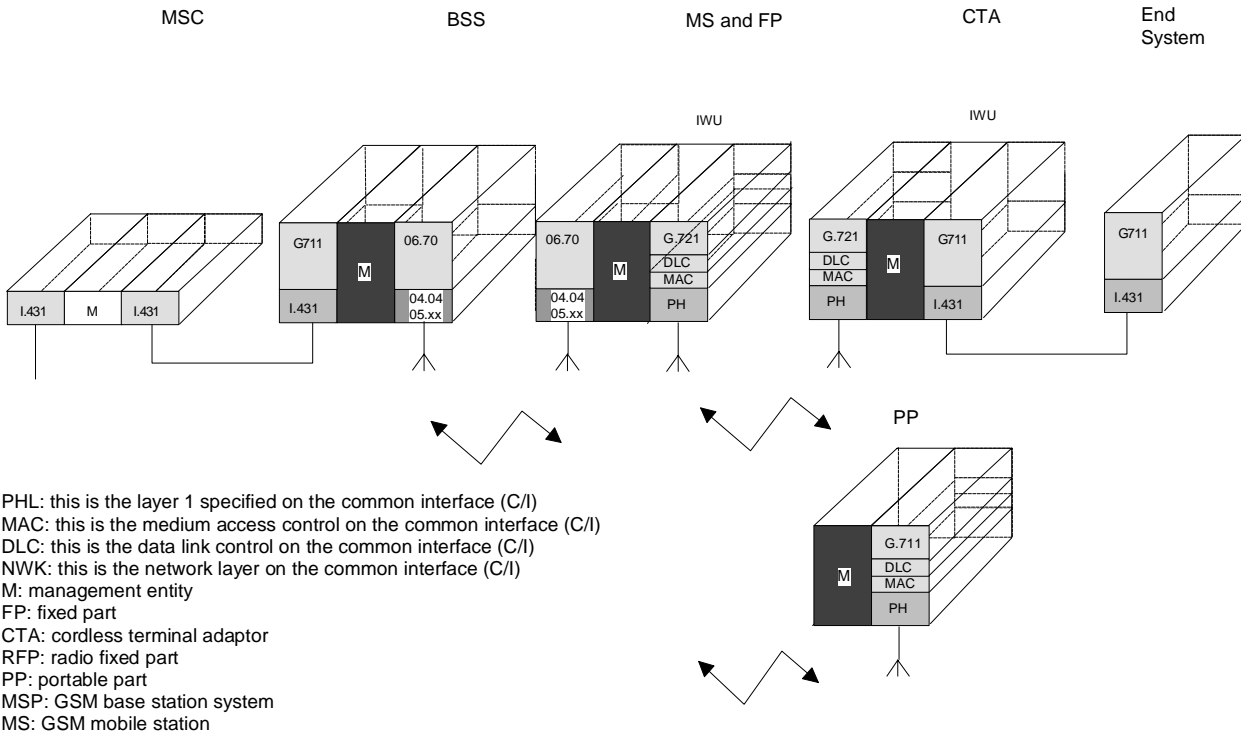 MSC
BSS
MS and FP
CTA
End
System
IWU
IWU
I.431
M
I.431
G711
I.431
M
06.70
04.04
05.xx
06.70
04.04
05.xx
M
G.721
DLC
MAC
PH
G.721
DLC
MAC
PH
M
G711
I.431
G711
I.431
PP
M
G.711
DLC
MAC
PH
PHL: this is the layer 1 specified on the common interface (C/I)
MAC: this is the medium access control on the common interface (C/I)
DLC: this is the data link control on the common interface (C/I)
NWK: this is the network layer on the common interface (C/I)
M: management entity
FP: fixed part
CTA: cordless terminal adaptor
RFP: radio fixed part
PP: portable part
MSP: GSM base station system
MS: GSM mobile station